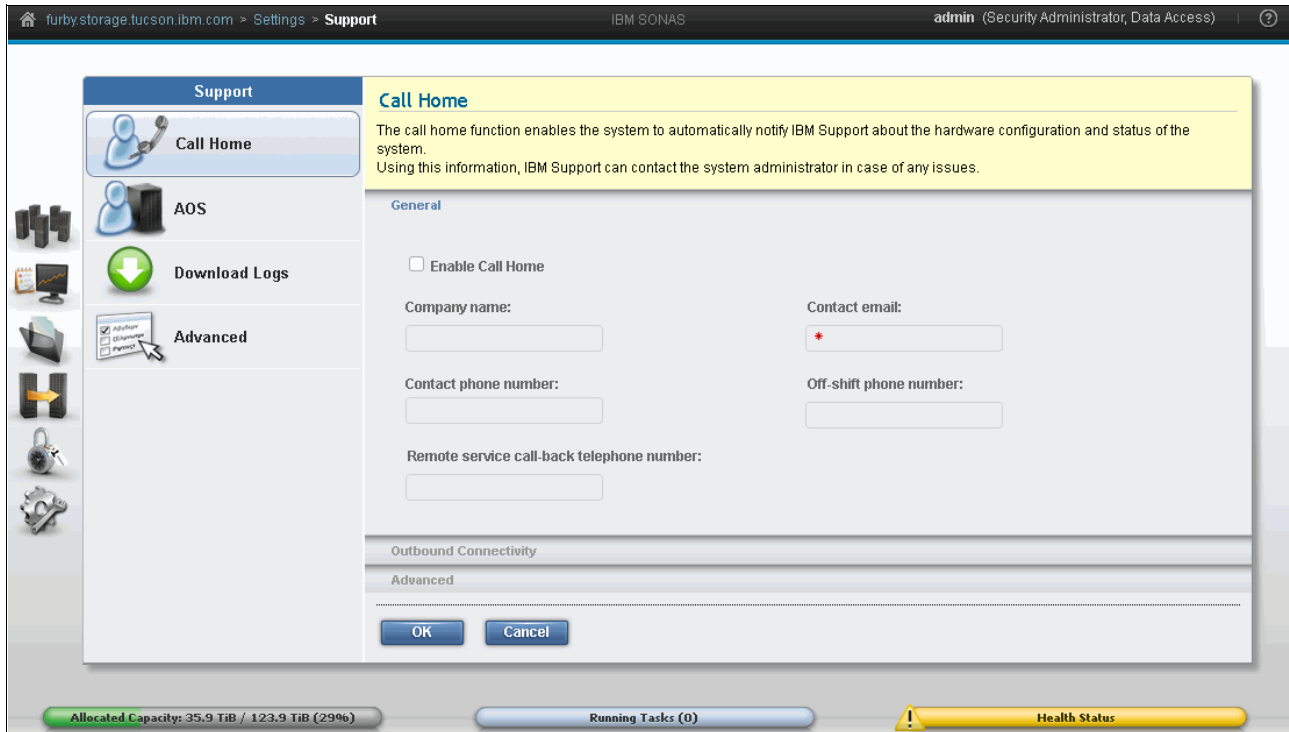 furby.storage.tucson.ibm.com > Settings > Support
IBM SONAS
admin (Security Administrator, Data Access)
?
Support
Call Home
AOS
Download Logs
Advanced
Call Home
The call home function enables the system to automatically notify IBM Support about the hardware configuration and status of the
system.
Using this information, IBM Support can contact the system administrator in case of any issues.
General
Enable Call Home
Company name:
Contact email:
*
Contact phone number:
Off-shift phone number:
Remote service call-back telephone number:
Outbound Connectivity
Advanced
OK
Cancel
Allocated Capacity: 35.9 TiB / 123.9 TiB (29%)
Running Tasks (0)
Health Status